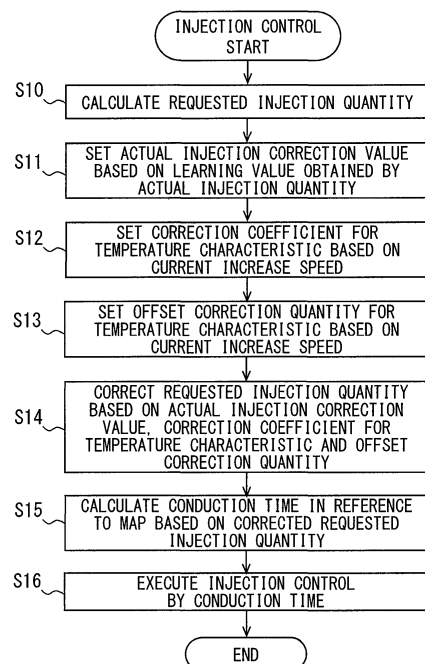 INJECTION CONTROL
START
S10
CALCULATE REQUESTED INJECTION QUANTITY
S11
SET ACTUAL INJECTION CORRECTION VALUE
BASED ON LEARNING VALUE OBTAINED BY
ACTUAL INJECTION QUANTITY
S12
SET CORRECTION COEFFICIENT FOR
TEMPERATURE CHARACTERISTIC BASED ON
CURRENT INCREASE SPEED
S13
SET OFFSET CORRECTION QUANTITY FOR
TEMPERATURE CHARACTERISTIC BASED ON
CURRENT INCREASE SPEED
S14
CORRECT REQUESTED INJECTION QUANTITY
BASED ON ACTUAL INJECTION CORRECTION
VALUE, CORRECTION COEFFICIENT FOR
TEMPERATURE CHARACTERISTIC AND OFFSET
CORRECTION QUANTITY
S15
CALCULATE CONDUCTION TIME IN REFERENCE
TO MAP BASED ON CORRECTED REQUESTED
INJECTION QUANTITY
S16
EXECUTE INJECTION CONTROL
BY CONDUCTION TIME
END